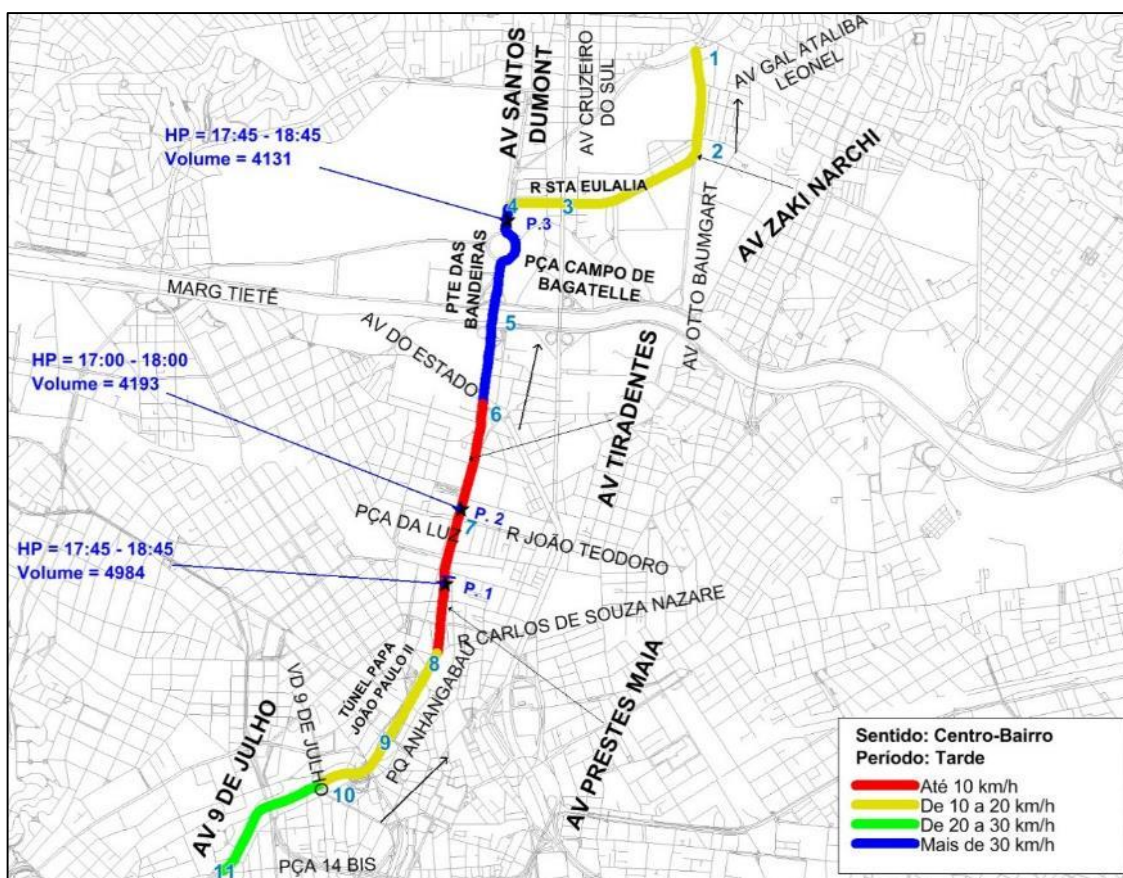 AV SANTOS
DUMONT
AV CRUZEIRO
DO SUL
1
AV GAL ATALIBA
LEONEL
HP = 17:45 - 18:45
Volume = 4131
2
R STA EULALIA
3
4
P.3
AV ZAKI NARCHI
PTE DAS
BANDEIRAS
PÇA CAMPO DE
BAGATELLE
MARG TIETÊ
AV OTTO BAUMGART
5
AV DO ESTADO
HP = 17:00 - 18:00
Volume = 4193
6
AV TIRADENTES
P. 2
7
PÇA DA LUZ
R JOÃO TEODORO
HP = 17:45 - 18:45
Volume = 4984
P. 1
R CARLOS DE SOUZA NAZARE
8
TÚNEL PAPA
JOÃO PAULO II
PQ ANHANGABAÚ
VD 9 DE JULHO
AV 9 DE JULHO
9
AV PRESTES MAIA
10
11
PÇA 14 BIS
Sentido: Centro-Bairro
Período: Tarde
Até 10 km/h
De 10 a 20 km/h
De 20 a 30 km/h
Mais de 30 km/h